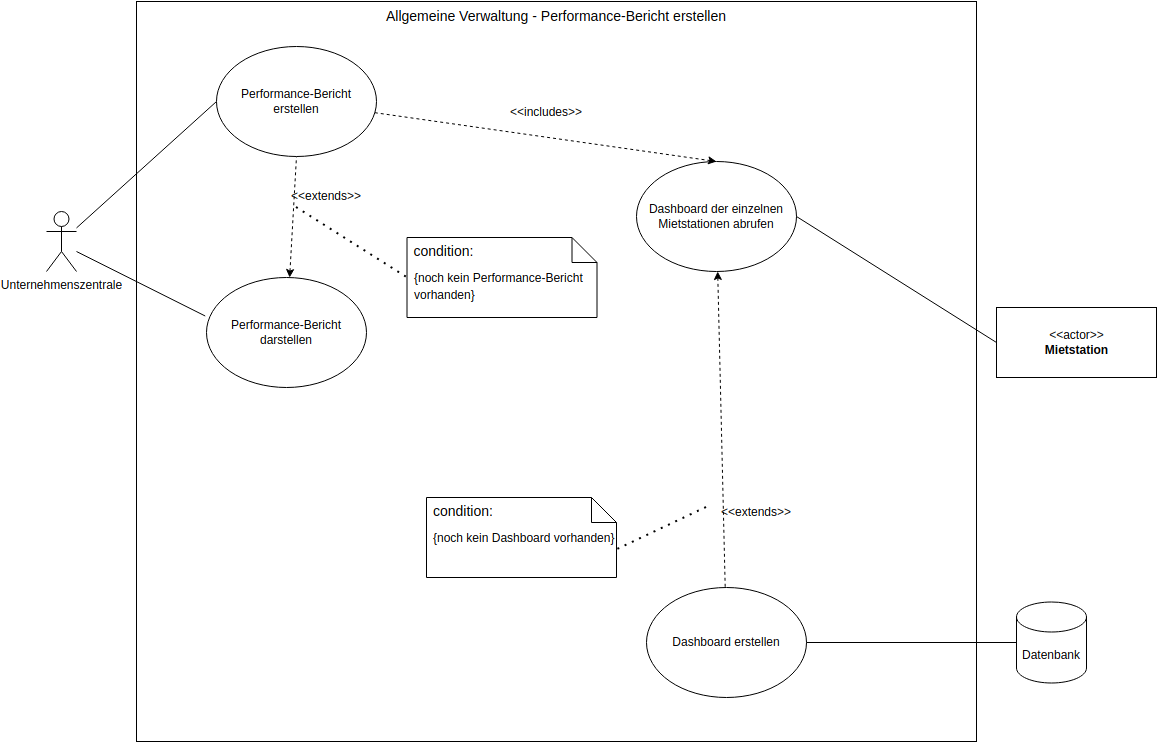 Allgemeine Verwaltung - Performance-Bericht erstellen
Performance-Bericht
erstellen
<<includes>>
<<extends>>
Dashboard der einzelnen
Mietstationen abrufen
condition:
{noch kein Performance-Bericht
vorhanden}
Unternehmenszentrale
Performance-Bericht
darstellen
<<actor>>
Mietstation
condition:
{noch kein Dashboard vorhanden}
<<extends>>
Dashboard erstellen
Datenbank